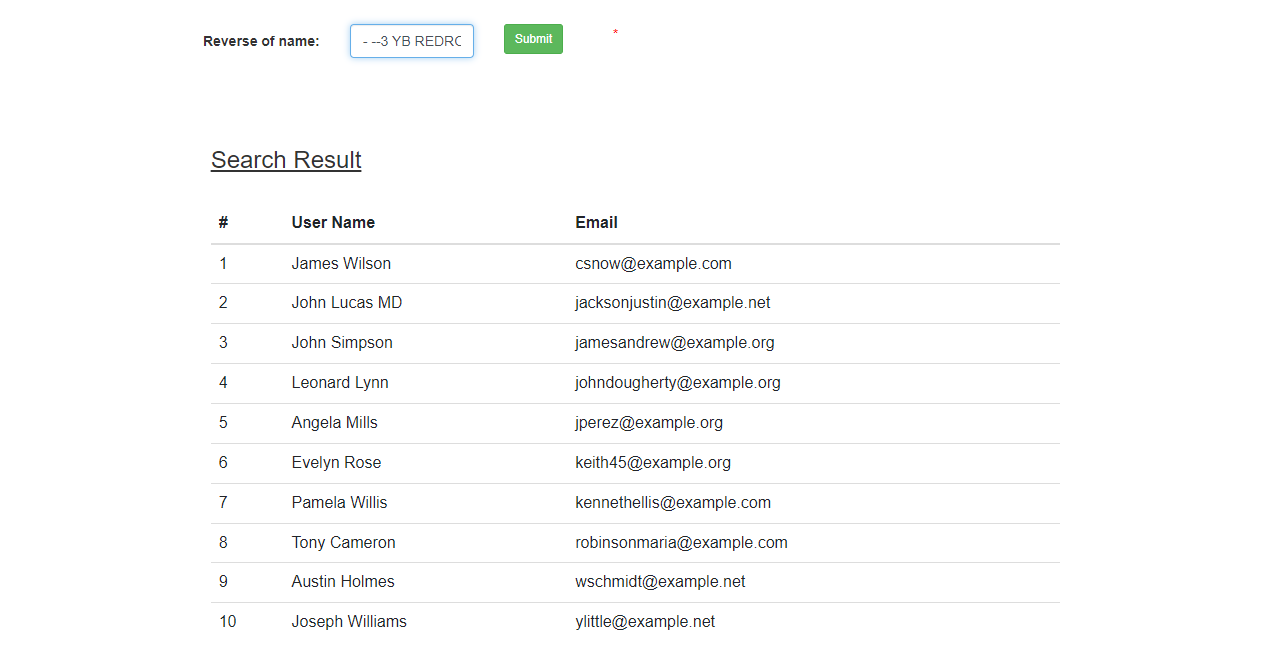 Reverse of name: - --3 YB REDRO Submit *
Search Result
# User Name Email
1 James Wilson csnow@example.com
2 John Lucas MD jacksonjustin@example.net
3 John Simpson jamesandrew@example.org
4 Leonard Lynn johndougherty@example.org
5 Angela Mills jperez@example.org
6 Evelyn Rose keith45@example.org
7 Pamela Willis kennethellis@example.com
8 Tony Cameron robinsonmaria@example.com
9 Austin Holmes wschmidt@example.net
10 Joseph Williams ylittle@example.net